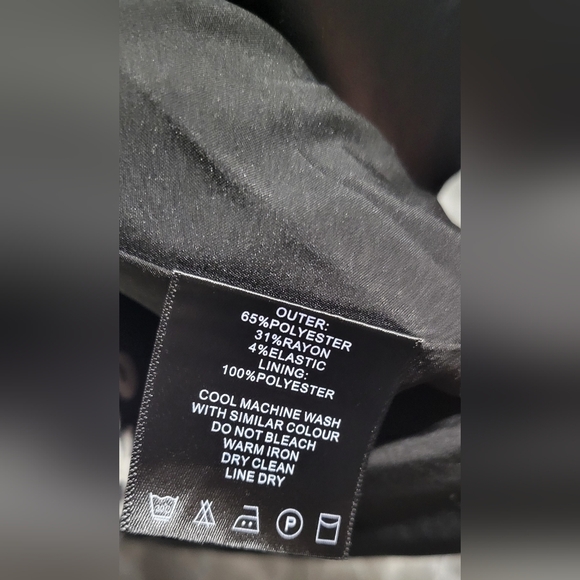 OUTER:
65%POLYESTER
31%RAYON
4%ELASTIC
LINING:
100%POLYESTER
COOL MACHINE WASH
WITH SIMILAR COLOUR
DO NOT BLEACH
WARM IRON
DRY CLEAN
LINE DRY
P